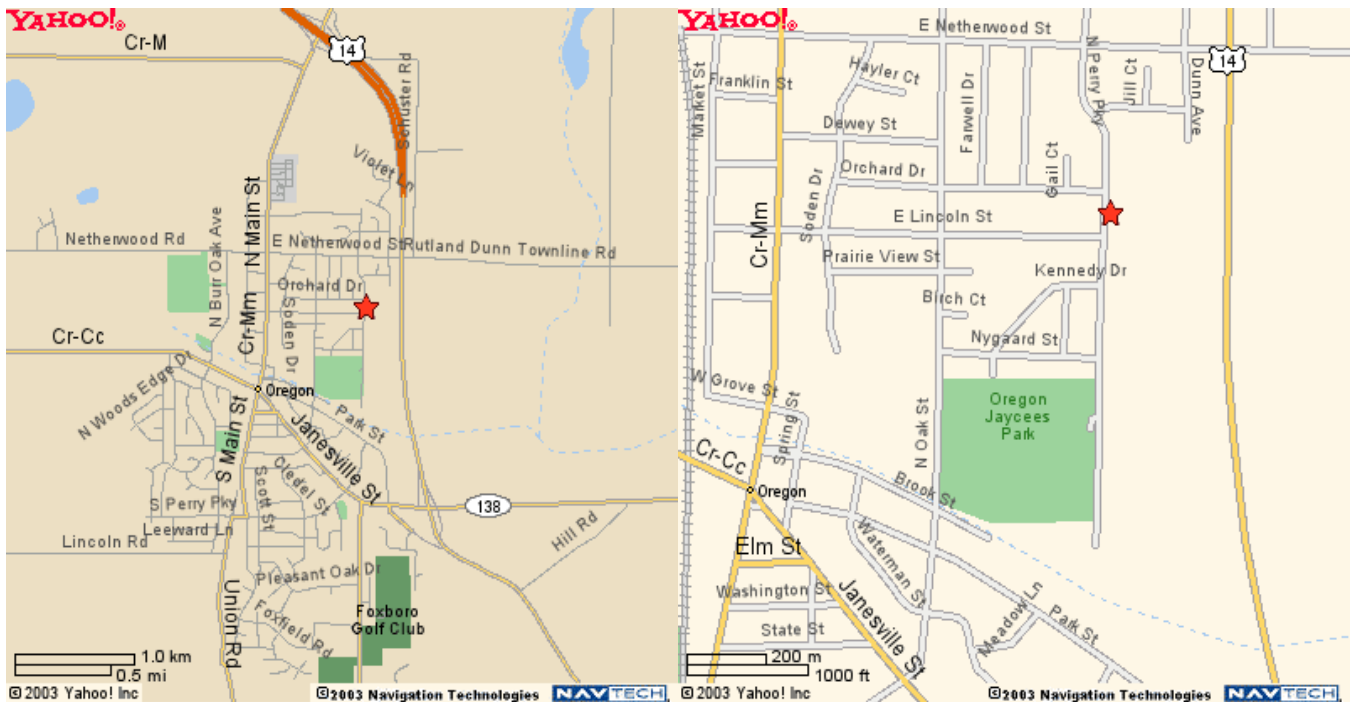 YAHOO!®
Cr-M
14
Schuster Rd
Violet Ln
N Main St
N Burr Oak Ave
Netherwood Rd
E Netherwood St
Rutland Dunn Townline Rd
Orchard Dr
Cr-Mm
Soden Dr
Cr-Cc
N Woods Edge Dr
Oregon
Park St
S Main St
Janesville St
Cledel St
Scott St
S Perry Pky
138
Leeward Ln
Lincoln Rd
Hill Rd
Pleasant Oak Dr
Union Rd
Foxfield Rd
Foxboro
Golf Club
1.0 km
0.5 mi
©2003 Yahoo! Inc
©2003 Navigation Technologies
NAVTECH
YAHOO!®
E Netherwood St
Market St
Franklin St
Hayler Ct
Farwell Dr
N Perry Pky
Jill Ct
Dunn Ave
14
Dewey St
Orchard Dr
Gail Ct
Soden Dr
E Lincoln St
Cr-Mm
Prairie View St
Kennedy Dr
Birch Ct
Nygaard St
W Grove St
Spring St
N Oak St
Oregon
Jaycees
Park
Cr-Cc
Oregon
Brook St
Elm St
Waterman St
Washington St
Janesville St
Meadow Ln
Park St
State St
200 m
1000 ft
©2003 Yahoo! Inc
©2003 Navigation Technologies
NAVTECH